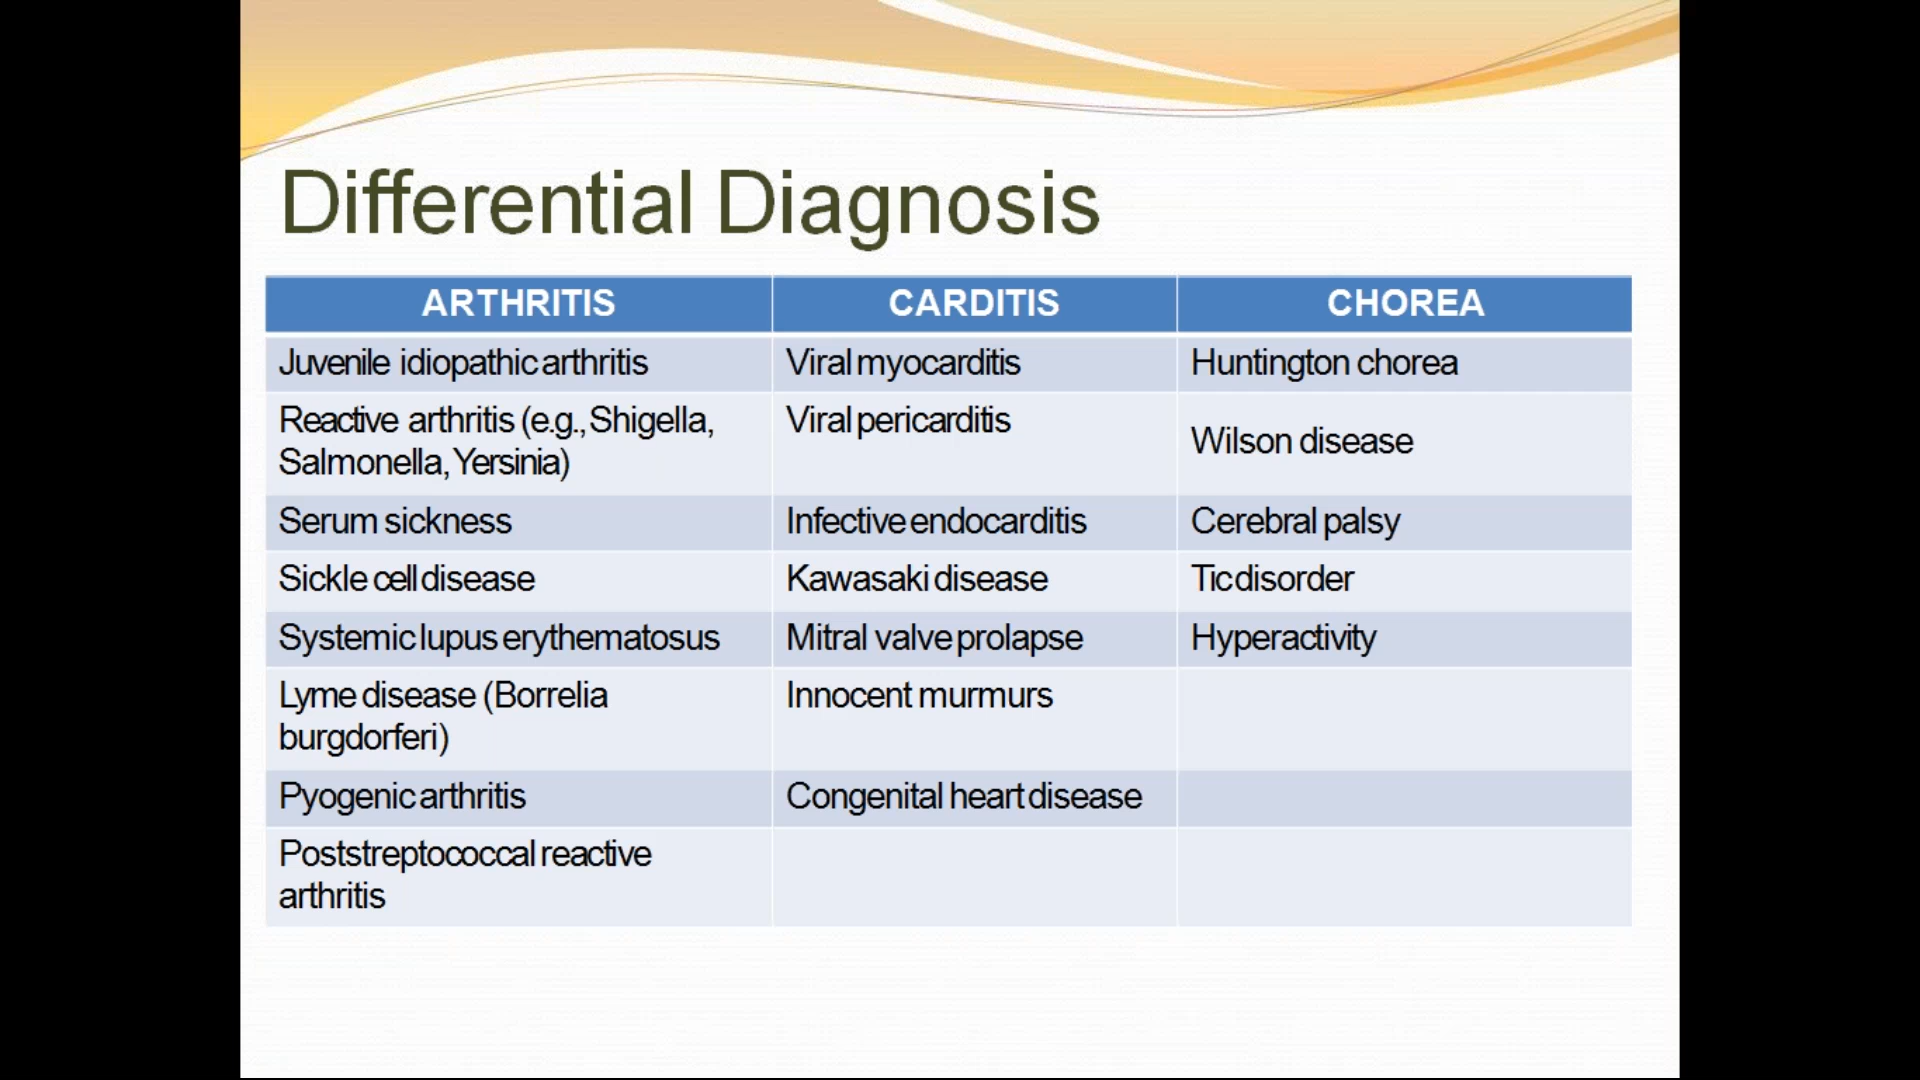 Differential Diagnosis
ARTHRITIS CARDITIS CHOREA
Juvenile idiopathic arthritis Viral myocarditis Huntington chorea
Reactive arthritis (e.g., Shigella,
Salmonella, Yersinia) Viral pericarditis Wilson disease
Serum sickness Infective endocarditis Cerebral palsy
Sickle cell disease Kawasaki disease Tic disorder
Systemic lupus erythematosus Mitral valve prolapse Hyperactivity
Lyme disease (Borrelia
burgdorferi) Innocent murmurs
Pyogenic arthritis Congenital heart disease
Poststreptococcal reactive
arthritis